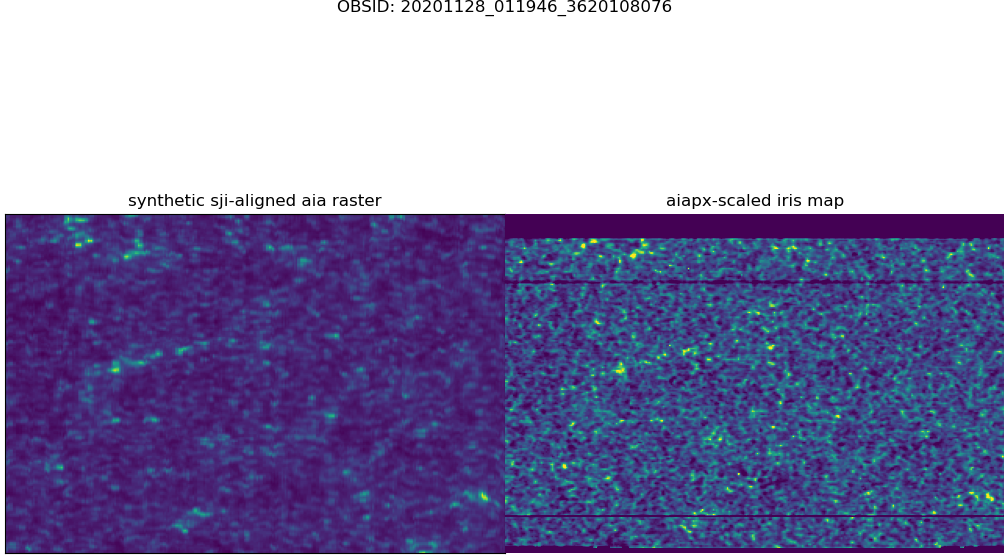 OBSID: 20201128_011946_3620108076
synthetic sji-aligned aia raster
aiapx-scaled iris map